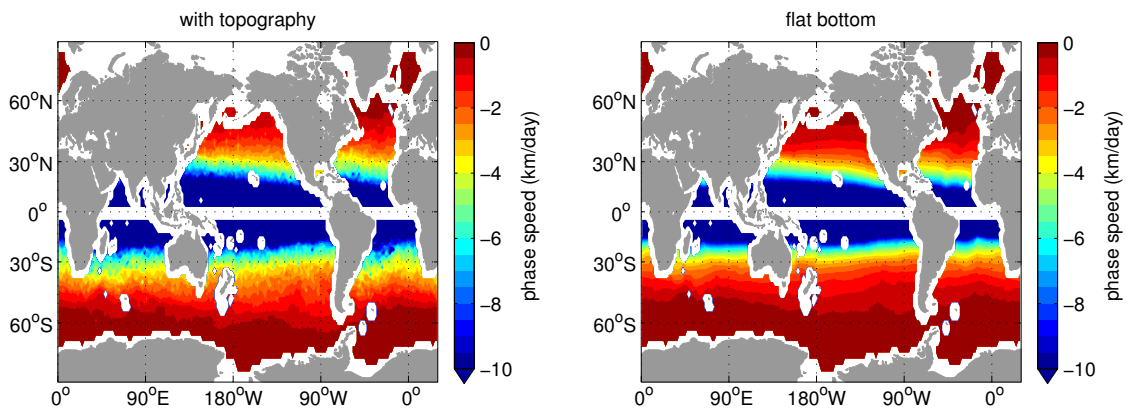 with topography
60°N
30°N
0°
30°S
60°S
0°
90°E
180°W
90°W
0°
0
−2
−4
−6
−8
−10
phase speed (km/day)
flat bottom
60°N
30°N
0°
30°S
60°S
0°
90°E
180°W
90°W
0°
0
−2
−4
−6
−8
−10
phase speed (km/day)